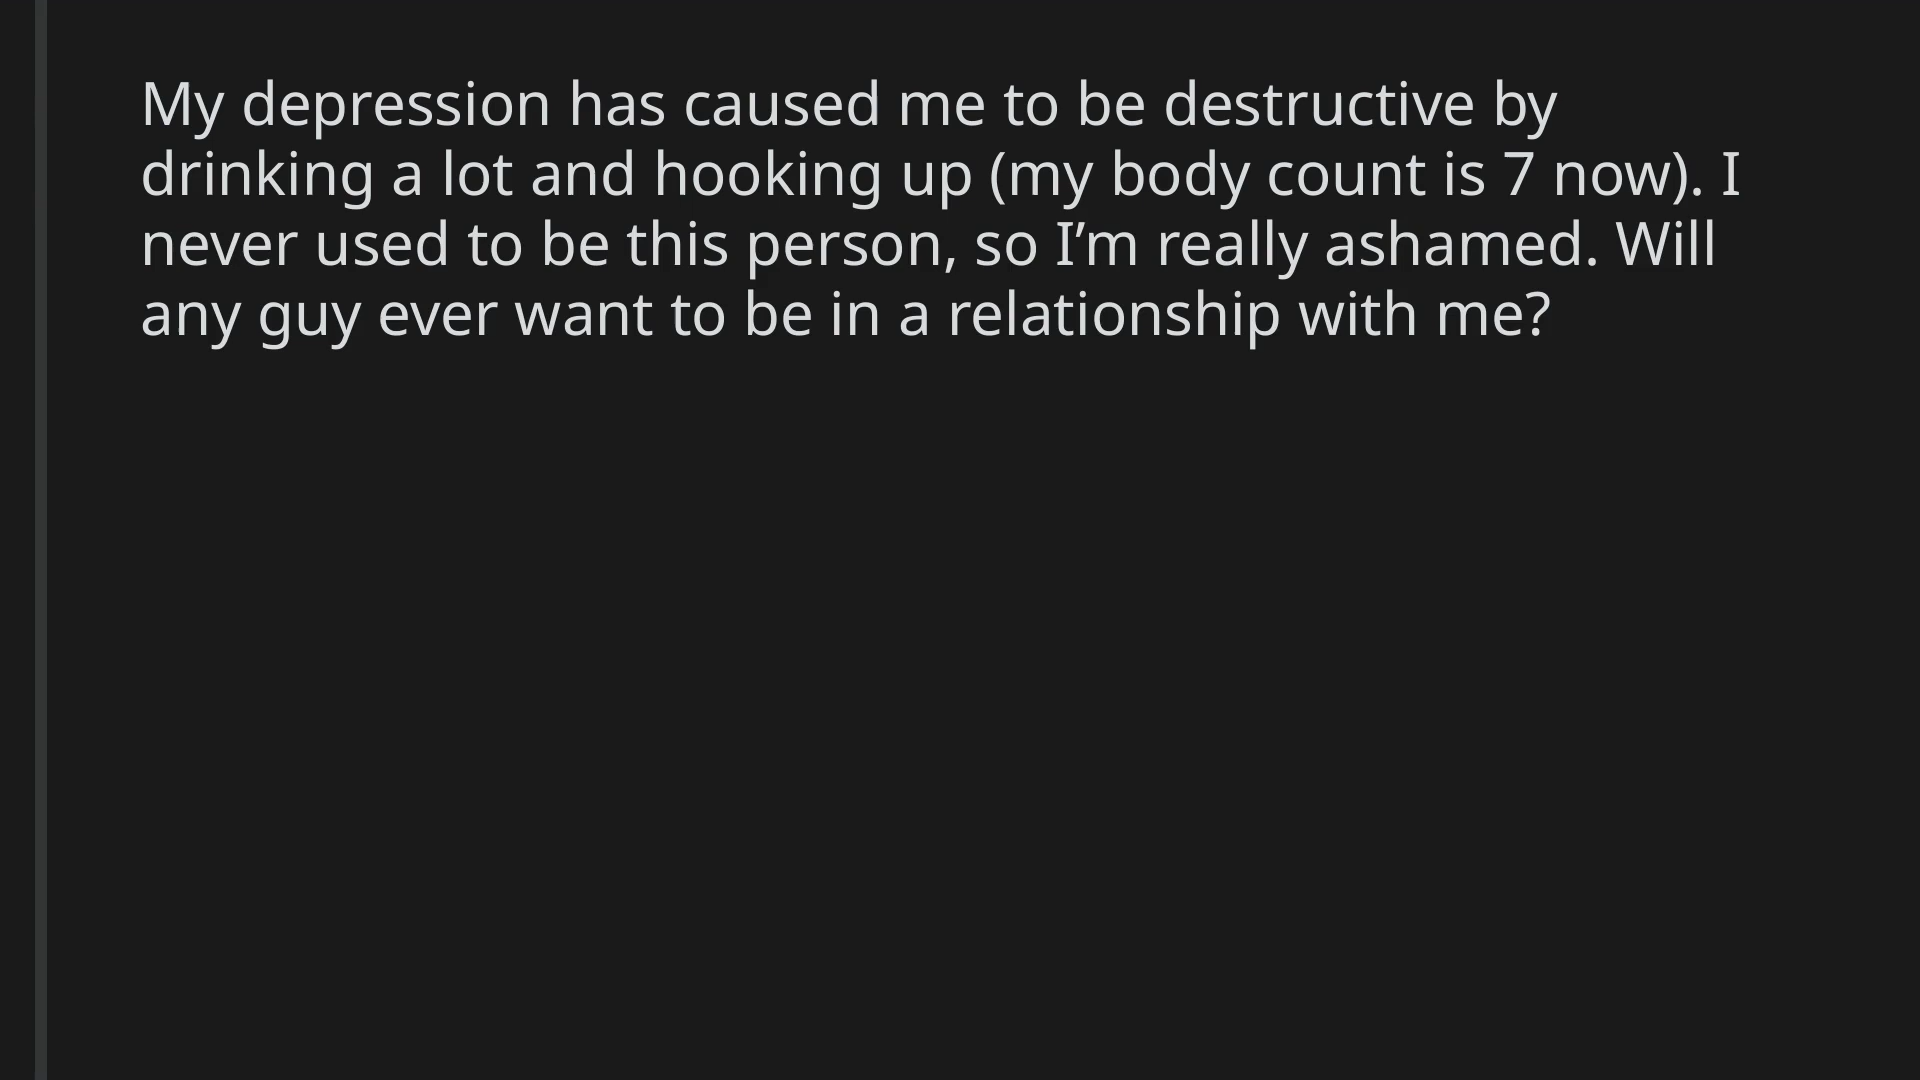 My depression has caused me to be destructive by
drinking a lot and hooking up (my body count is 7 now). I
never used to be this person, so I’m really ashamed. Will
any guy ever want to be in a relationship with me?